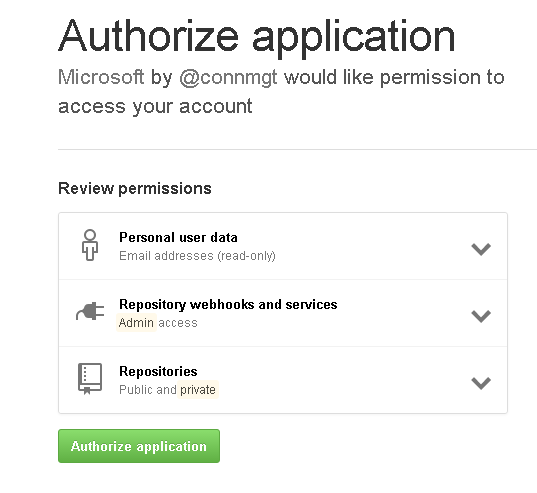 Authorize application
Microsoft by @connmgt would like permission to
access your account
Review permissions
Personal user data
Email addresses (read-only)
Repository webhooks and services
Admin access
Repositories
Public and private
Authorize application